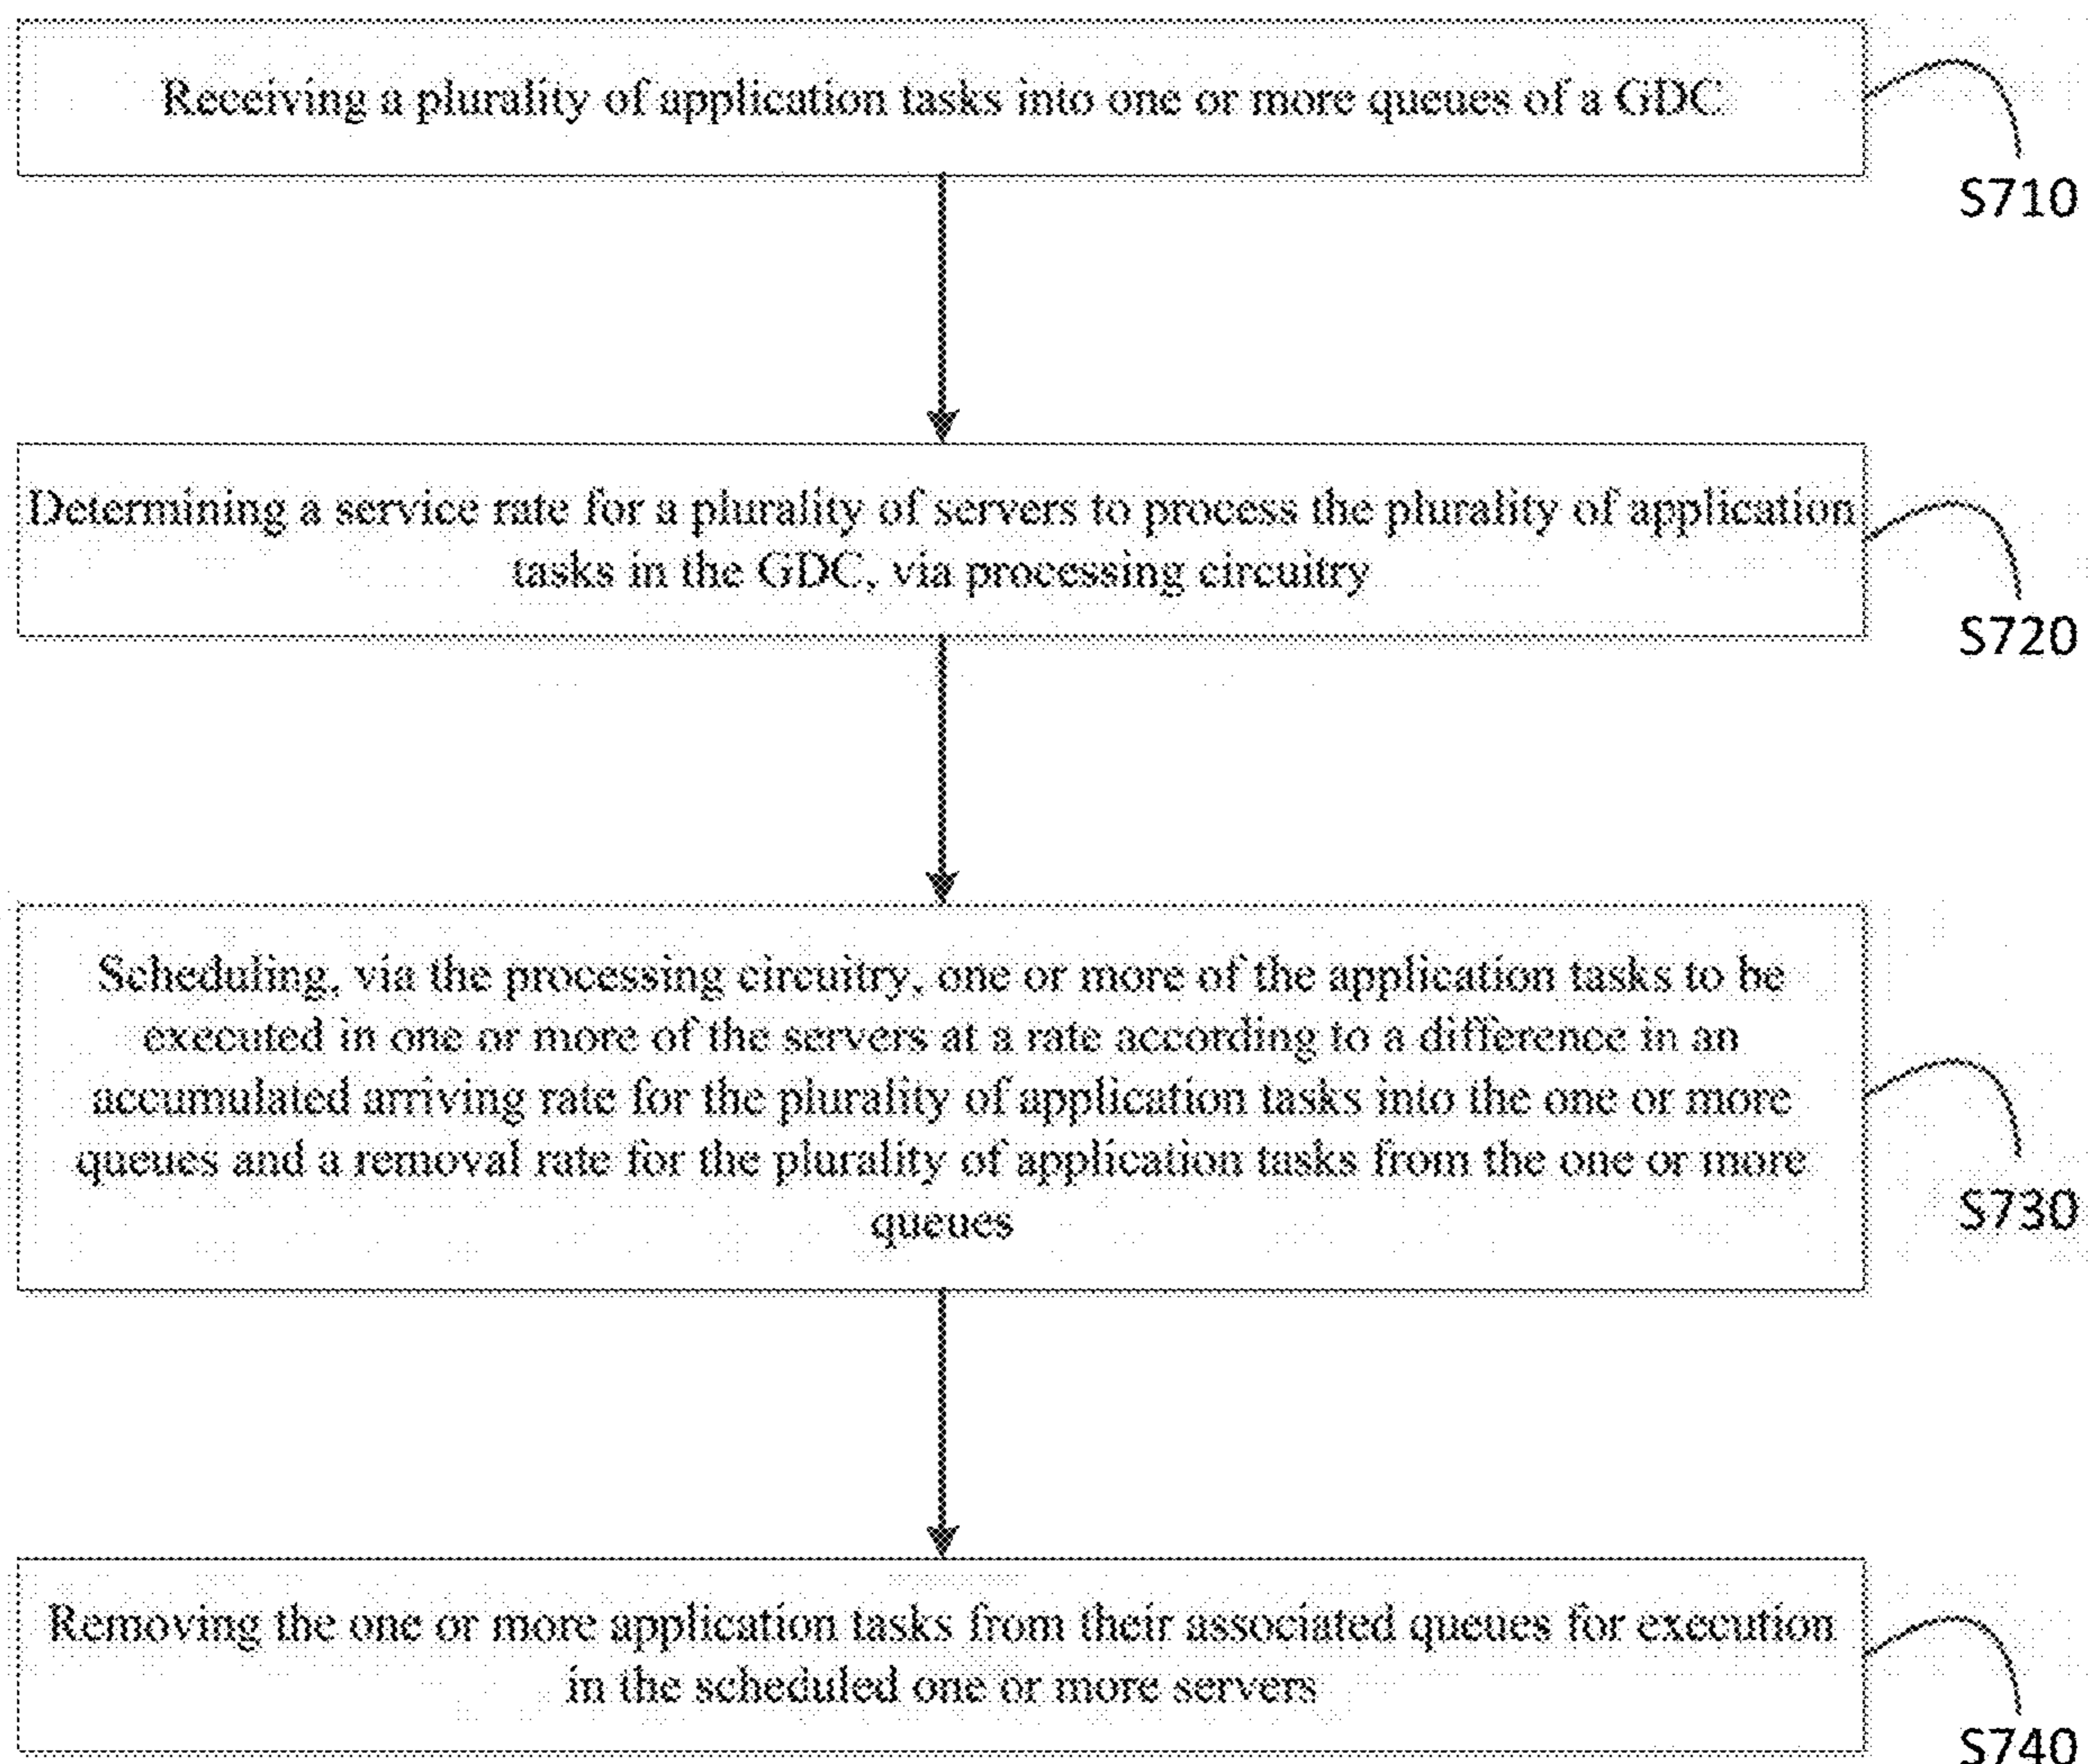 Receiving a plurality of application tasks into one or more queues of a GDC
S710
Determining a service rate for a plurality of servers to process the plurality of application
tasks in the GDC, via processing circuitry
S720
Scheduling, via the processing circuitry, one or more of the application tasks to be
executed in one or more of the servers at a rate according to a difference in an
accumulated arriving rate for the plurality of application tasks into the one or more
queues and a removal rate for the plurality of application tasks from the one or more
queues
S730
Removing the one or more application tasks from their associated queues for execution
in the scheduled one or more servers
S740